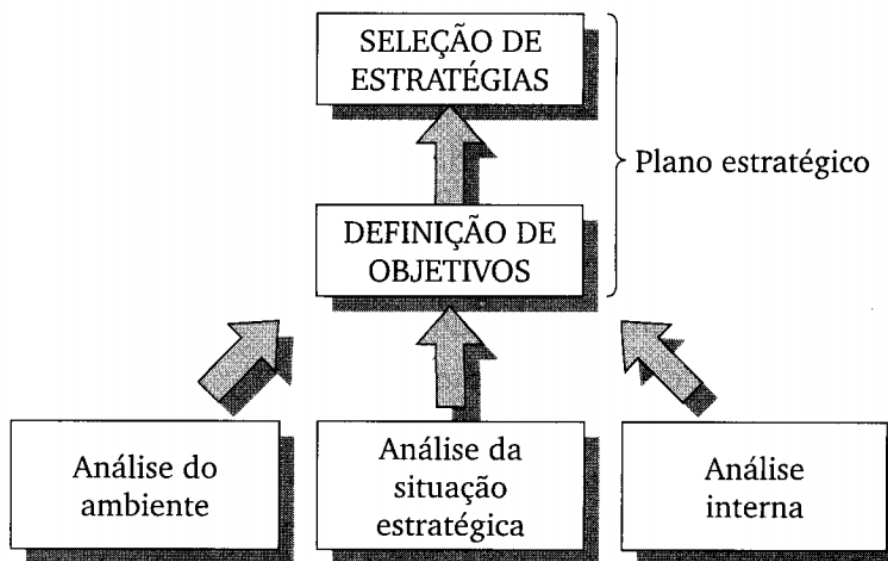 SELEÇÃO DE
ESTRATÉGIAS
Plano estratégico
DEFINIÇÃO DE
OBJETIVOS
Análise do
ambiente
Análise da
situação
estratégica
Análise
interna